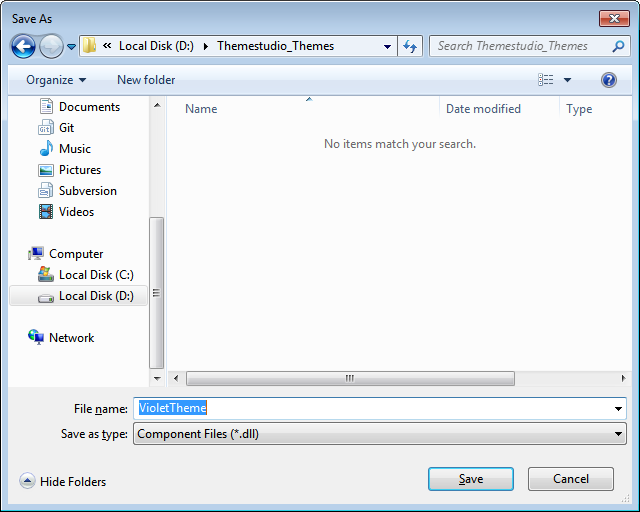 Save As
« Local Disk (D:) Themestudio_Themes
Search Themestudio_Themes
Organize New folder
Name Date modified Type
No items match your search.
Documents
Git
Music
Pictures
Subversion
Videos
Computer
Local Disk (C:)
Local Disk (D:)
Network
File name: VioletTheme
Save as type: Component Files (*.dll)
Hide Folders Save Cancel